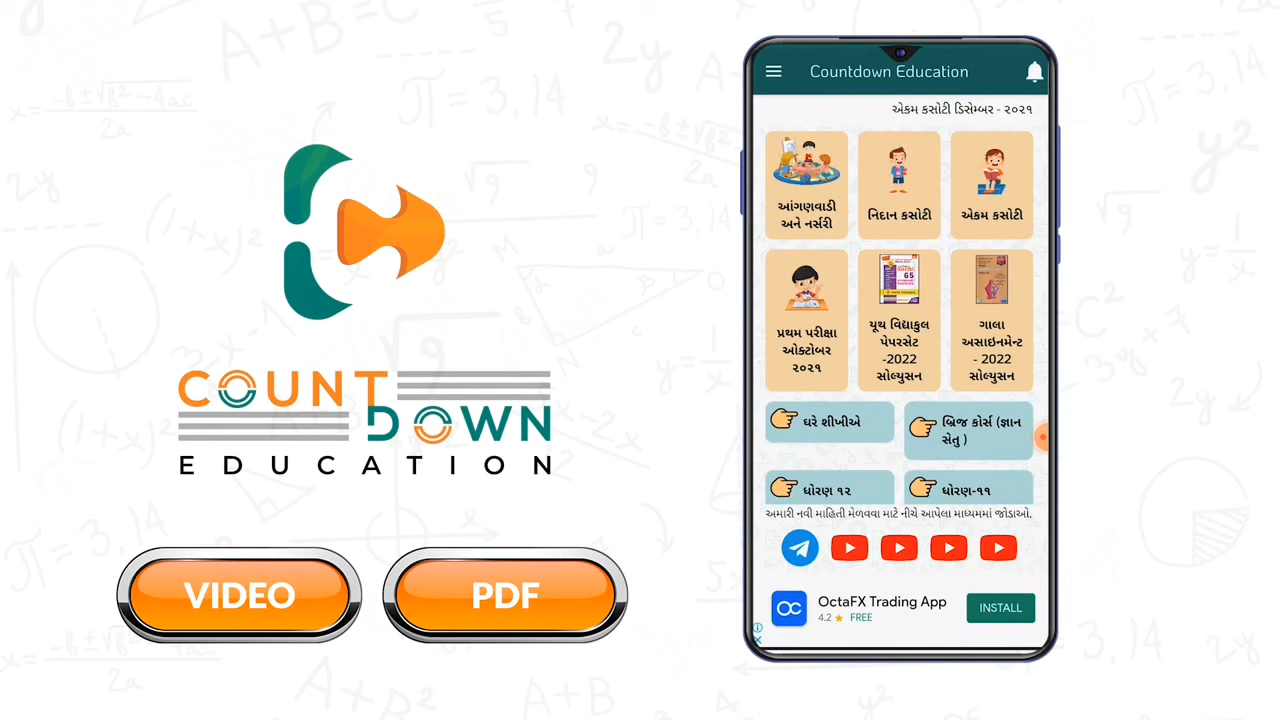 COUNT
DOWN
EDUCATION
VIDEO
PDF
Countdown Education
એકમ કસોટી ડિસેમ્બર - ૨૦૨૧
આંગણવાડી
અને નર્સરી
નિદાન કસોટી
એકમ કસોટી
પ્રથમ પરીક્ષા
ઓક્ટોબર
૨૦૨૧
યૂથ વિદ્યાકુલ
પેપરસેટ
-2022
સોલ્યુસન
ગાલા
અસાઇનમેન્ટ
- 2022
સોલ્યુસન
ઘરે શીખીએ
બ્રિજ કોર્સ (જ્ઞાન
સેતુ )
ધોરણ ૧૨
ધોરણ-૧૧
અમારી નવી માહિતી મેળવવા માટે નીચે આપેલા માધ્યમમાં જોડાઓ.
OctaFX Trading App
4.2 ★ FREE
INSTALL